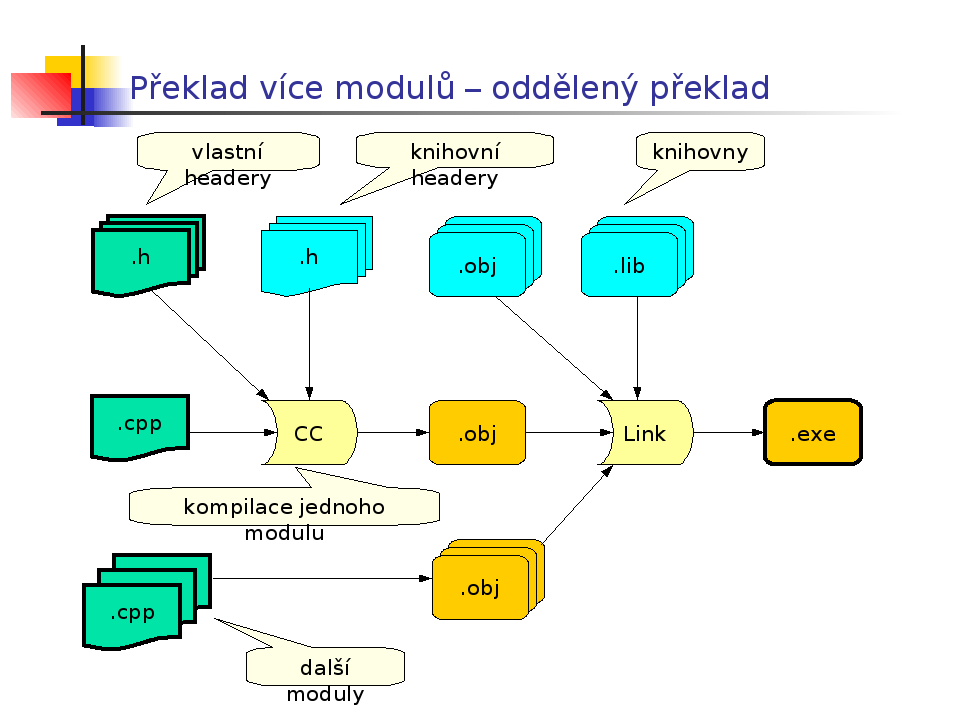 Překlad více modulů – oddělený překlad
vlastní
headery
knihovní
headery
knihovny
.h
.h
.obj
.lib
.cpp
CC
.obj
Link
.exe
kompilace jednoho
modulu
.cpp
.obj
další
moduly